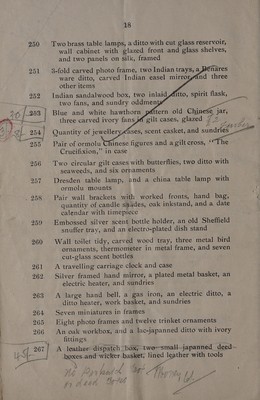 18
250 Two brass table lamps, a ditto with cut glass reservoir,
wall cabinet with glazed front and glass shelves,
and two panels on silk, framed
251 3-fold carved photo frame, two Indian trays, a Benares
ware ditto, carved Indian easel mirror, and three
other items
252 Indian sandalwood box, two inlaid ditto, spirit flask,
two fans, and sundry oddments
253 Blue and white hawthorn pattern old Chinese jar,
three carved ivory fans in gilt cases, glazed
254 Quantity of jewellery cases, scent casket, and sundries
255 Pair of ormolu Chinese figures and a gilt cross, "The
Crucifixion," in case
256 Two circular gilt cases with butterflies, two ditto with
seaweeds, and six ornaments
257 Dresden table lamp, and a china table lamp with
ormolu mounts
258 Pair wall brackets with worked fronts, hand bag,
quantity of candle shades, oak inkstand, and a date
calendar with timepiece
259 Embossed silver scent bottle holder, an old Sheffield
snuffer tray, and an electro-plated dish stand
260 Wall toilet tidy, carved wood tray, three metal bird
ornaments, thermometer in metal frame, and seven
cut-glass scent bottles
261 A travelling carriage clock and case
262 Silver framed hand mirror, a plated metal basket, an
electric heater, and sundries
263 A large hand bell, a gas iron, an electric ditto, a
ditto heater, work basket, and sundries
264 Seven miniatures in frames
265 Eight photo frames and twelve trinket ornaments
266 An oak workbox, and a lac-japanned ditto with ivory
fittings
45/ 267 A leather dispatch box, two small japanned deed
boxes and wicker basket, lined leather with tools
no
or deed boxes